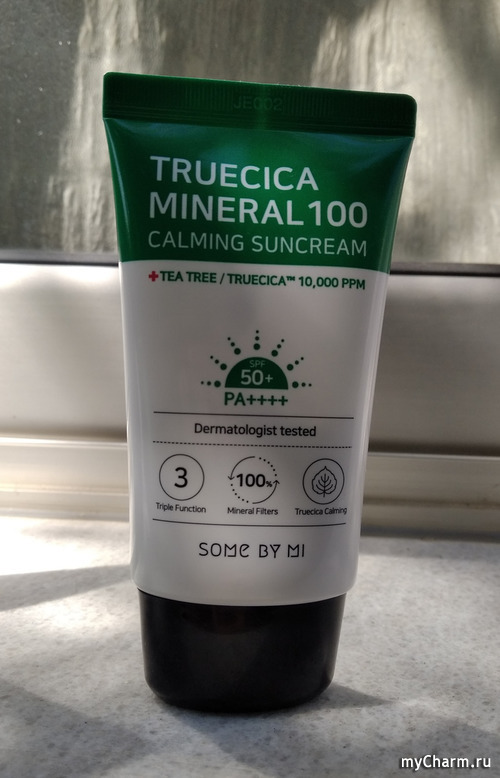 JE002
TRUECICA
MINERAL 100
CALMING SUNCREAM
+TEA TREE / TRUECICA™ 10,000 PPM
SPF
50+
PA++++
Dermatologist tested
3
100%
Triple Function
Mineral Filters
Truecica Calming
SOME BY MI
myCharm.ru